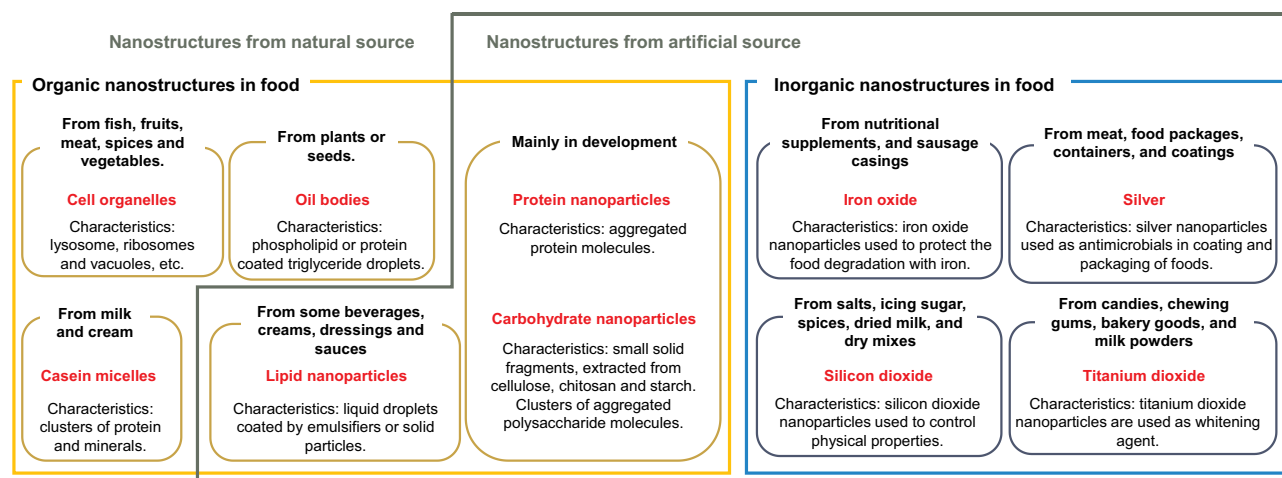 Nanostructures from natural source
Nanostructures from artificial source
Organic nanostructures in food
From fish, fruits,
meat, spices and
vegetables.
Cell organelles
Characteristics:
lysosome, ribosomes
and vacuoles, etc.
From plants or
seeds.
Oil bodies
Characteristics:
phospholipid or protein
coated triglyceride droplets.
From milk
and cream
Casein micelles
Characteristics:
clusters of protein
and minerals.
From some beverages,
creams, dressings and
sauces
Lipid nanoparticles
Characteristics: liquid droplets
coated by emulsifiers or solid
particles.
Mainly in development
Protein nanoparticles
Characteristics: aggregated
protein molecules.
Carbohydrate nanoparticles
Characteristics: small solid
fragments, extracted from
cellulose, chitosan and starch.
Clusters of aggregated
polysaccharide molecules.
Inorganic nanostructures in food
From nutritional
supplements, and sausage
casings
Iron oxide
Characteristics: iron oxide
nanoparticles used to protect the
food degradation with iron.
From meat, food packages,
containers, and coatings
Silver
Characteristics: silver nanoparticles
used as antimicrobials in coating and
packaging of foods.
From salts, icing sugar,
spices, dried milk, and
dry mixes
Silicon dioxide
Characteristics: silicon dioxide
nanoparticles used to control
physical properties.
From candies, chewing
gums, bakery goods, and
milk powders
Titanium dioxide
Characteristics: titanium dioxide
nanoparticles are used as whitening
agent.